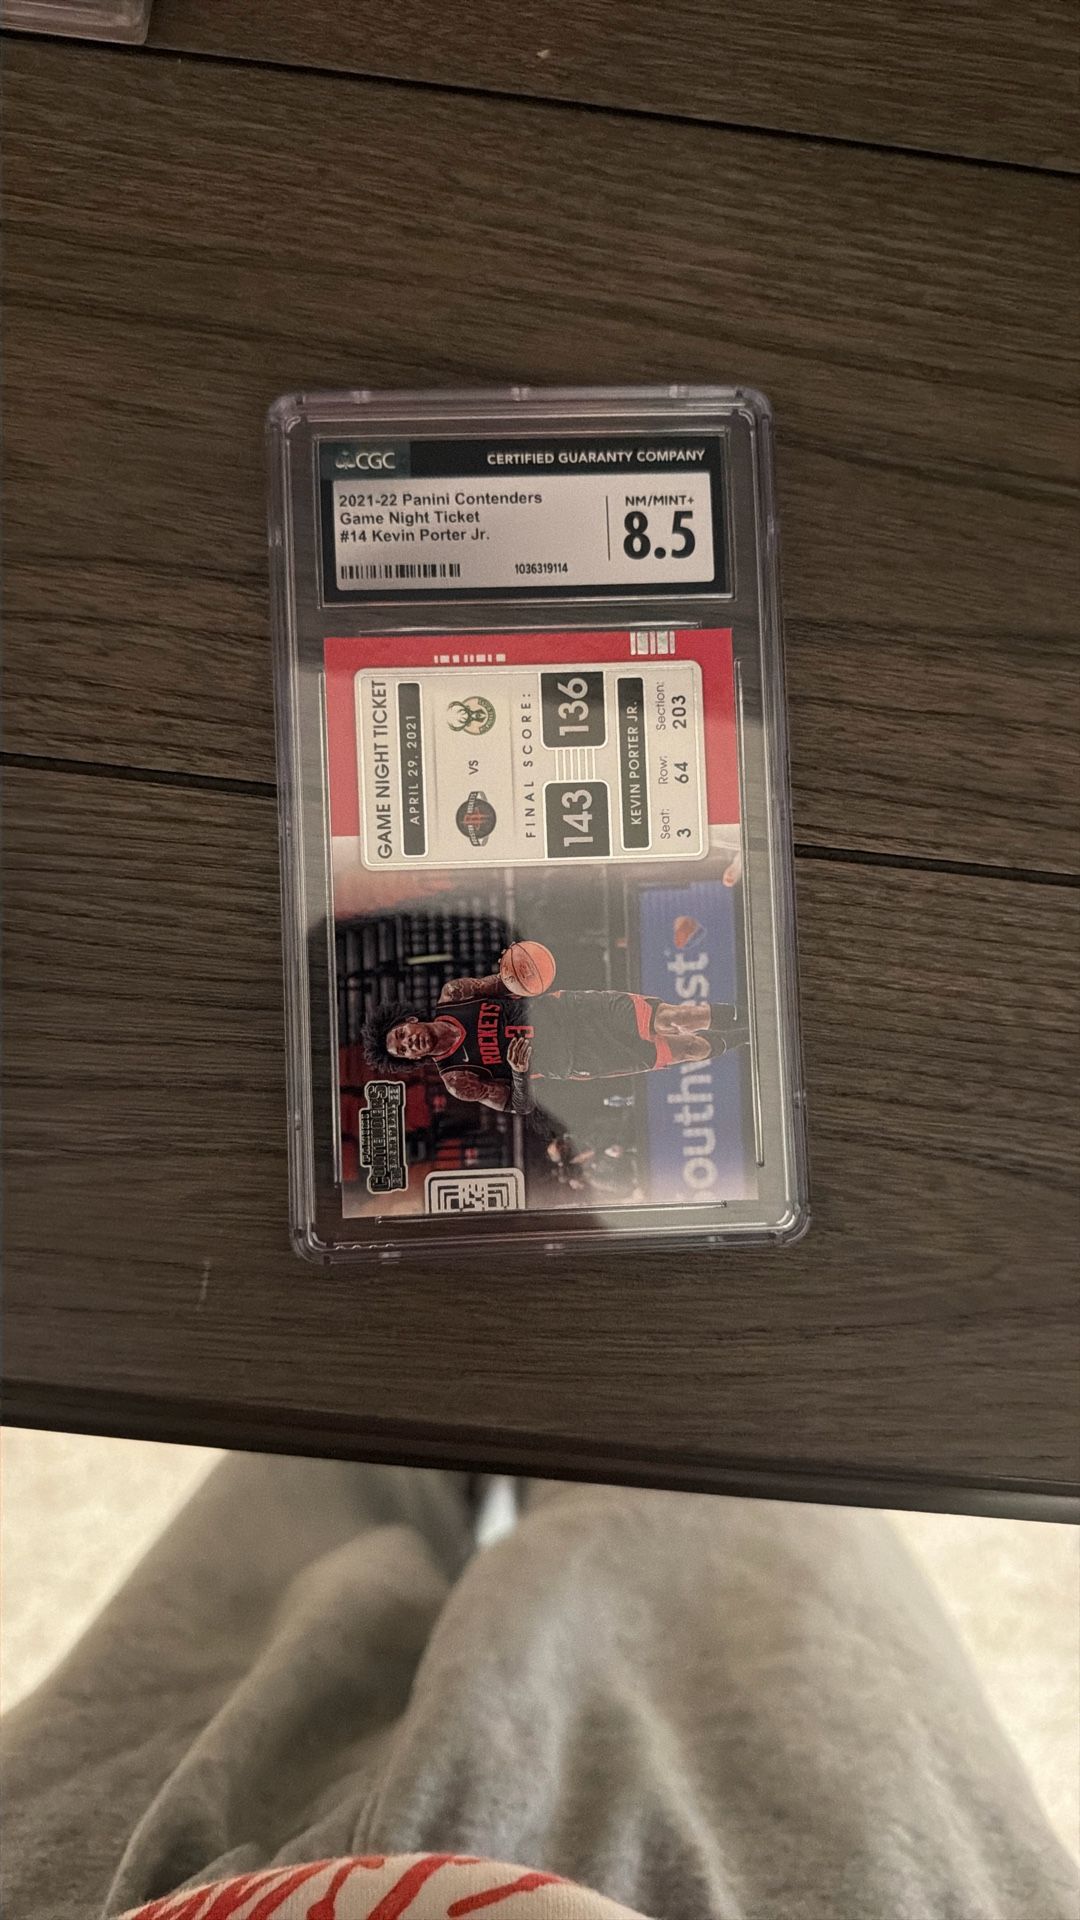 CGC
CERTIFIED GUARANTY COMPANY
2021-22 Panini Contenders
Game Night Ticket
#14 Kevin Porter Jr.
NM/MINT+
8.5
1036319114
GAME NIGHT TICKET
APRIL 29, 2021
VS
FINAL SCORE:
143
136
KEVIN PORTER JR.
Seat:
3
Row:
64
Section:
203
ROCKETS
3
PANINI
CONTENDERS
outhwest